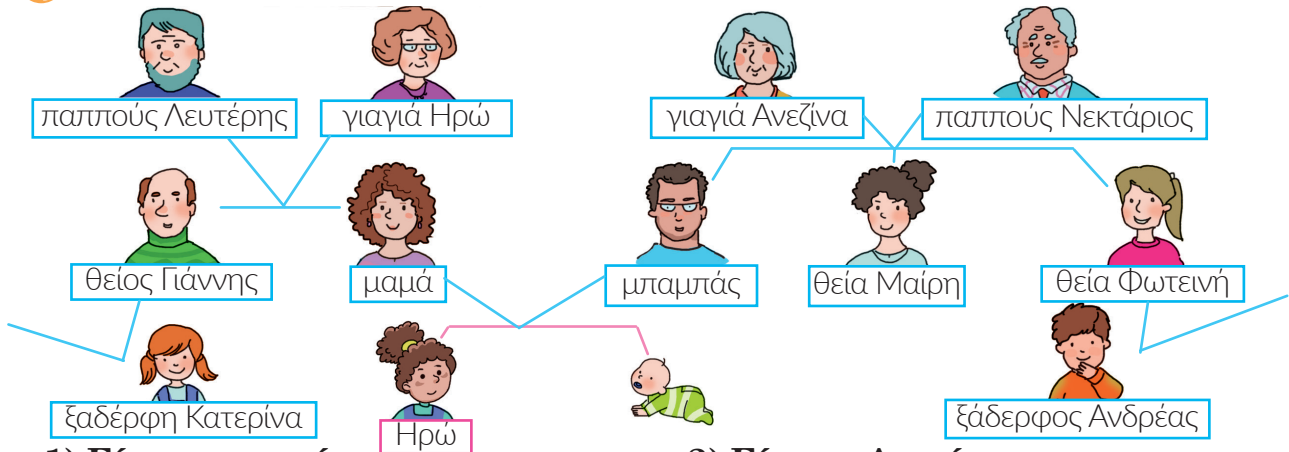 παππούς Λευτέρης γιαγιά Ηρώ γιαγιά Ανεζίνα παππούς Νεκτάριος
θείος Γιάννης μαμά μπαμπάς θεία Μαίρη θεία Φωτεινή
ξαδέρφη Κατερίνα Ηρώ ξάδερφος Ανδρέας